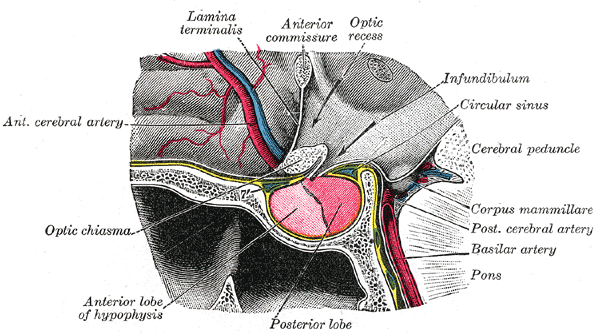 Lamina
terminalis
Anterior
commissure
Optic
recess
Infundibulum
Circular sinus
Ant. cerebral artery
Cerebral peduncle
Corpus mammillare
Post. cerebral artery
Optic chiasma
Basilar artery
Pons
Anterior lobe
of hypophysis
Posterior lobe